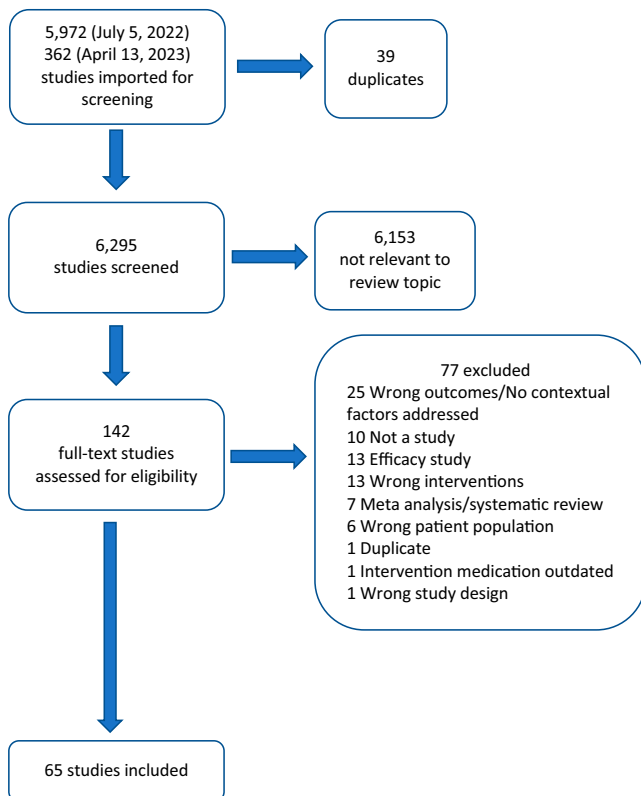 5,972 (July 5, 2022)
362 (April 13, 2023)
studies imported for
screening
39
duplicates
6,295
studies screened
6,153
not relevant to
review topic
142
full-text studies
assessed for eligibility
77 excluded
25 Wrong outcomes/No contextual
factors addressed
10 Not a study
13 Efficacy study
13 Wrong interventions
7 Meta analysis/systematic review
6 Wrong patient population
1 Duplicate
1 Intervention medication outdated
1 Wrong study design
65 studies included